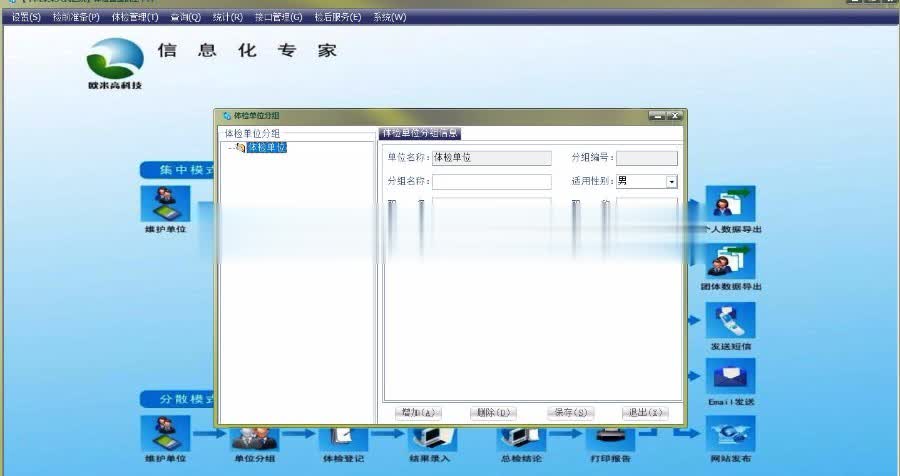 设置(S) 检前准备(P) 体检管理(T) 查询(Q) 统计(R) 接口管理(G) 检后服务(E) 系统(W)
信息化专家
欧米高科技
体检单位分组
体检单位分组
体检单位
体检单位分组信息
单位名称: 体检单位 分组编号:
分组名称: 适用性别: 男
集中模式
维护单位
个人数据导出
团体数据导出
发送短信
Email发送
增加(A) 删除(D) 保存(S) 退出(X)
分散模式
维护单位 单位分组 体检登记 结果录入 总检结论 打印报告 网站发布